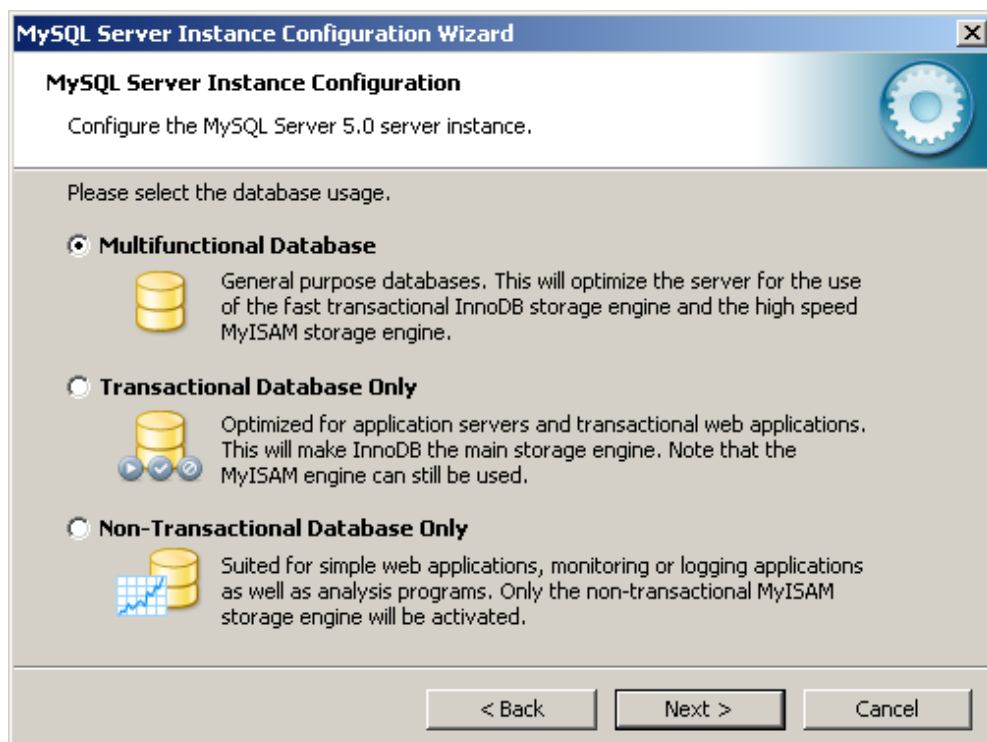 MySQL Server Instance Configuration Wizard
MySQL Server Instance Configuration
Configure the MySQL Server 5.0 server instance.
Please select the database usage.
Multifunctional Database
General purpose databases. This will optimize the server for the use
of the fast transactional InnoDB storage engine and the high speed
MyISAM storage engine.
Transactional Database Only
Optimized for application servers and transactional web applications.
This will make InnoDB the main storage engine. Note that the
MyISAM engine can still be used.
Non-Transactional Database Only
Suited for simple web applications, monitoring or logging applications
as well as analysis programs. Only the non-transactional MyISAM
storage engine will be activated.
< Back
Next >
Cancel